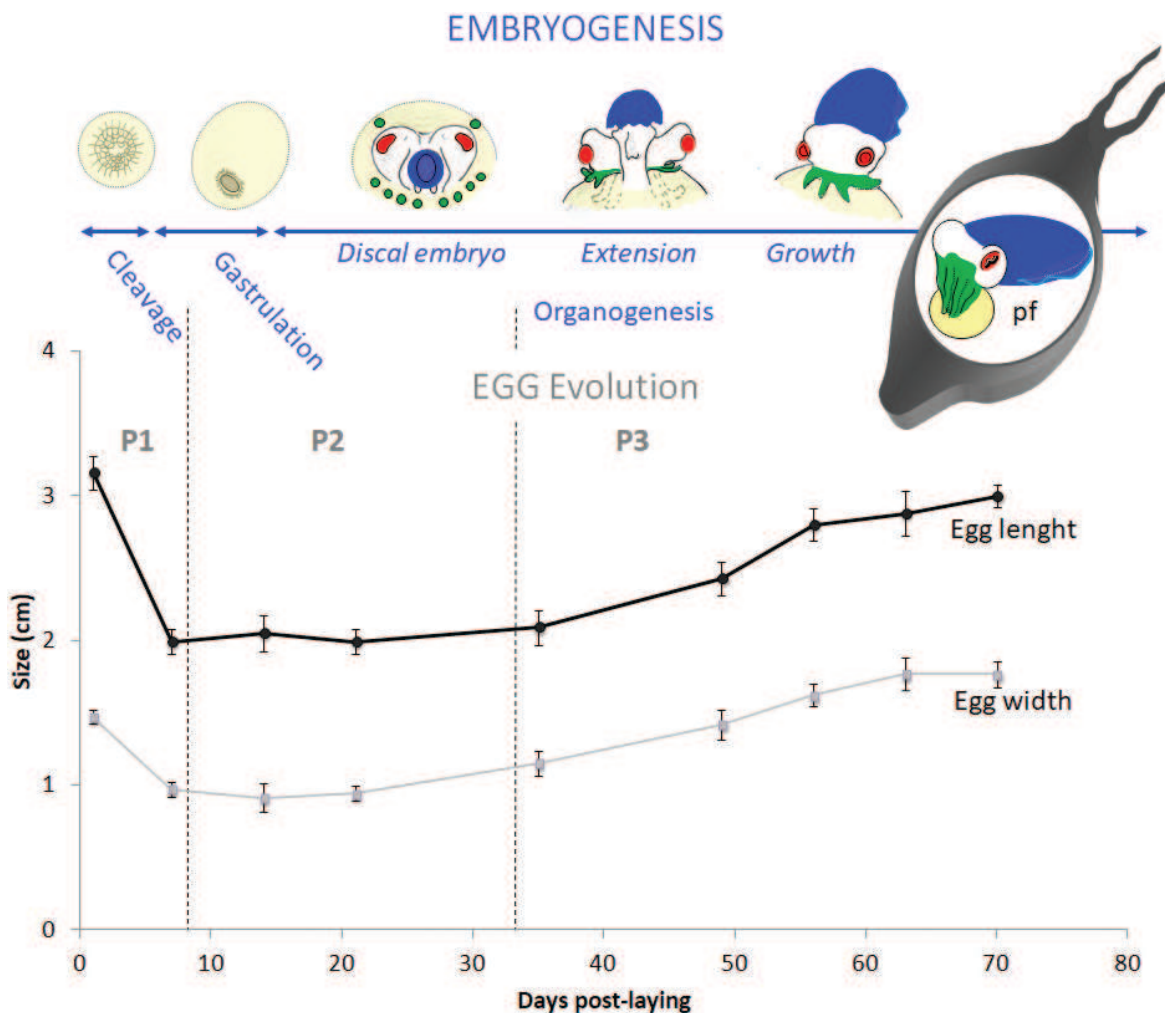 EMBRYOGENESIS
Cleavage
Gastrulation
Discal embryo
Extension
Growth
Organogenesis
pf
EGG Evolution
P1
P2
P3
Egg lenght
Egg width
Size (cm)
4
3
2
1
0
0 10 20 30 40 50 60 70 80
Days post-laying